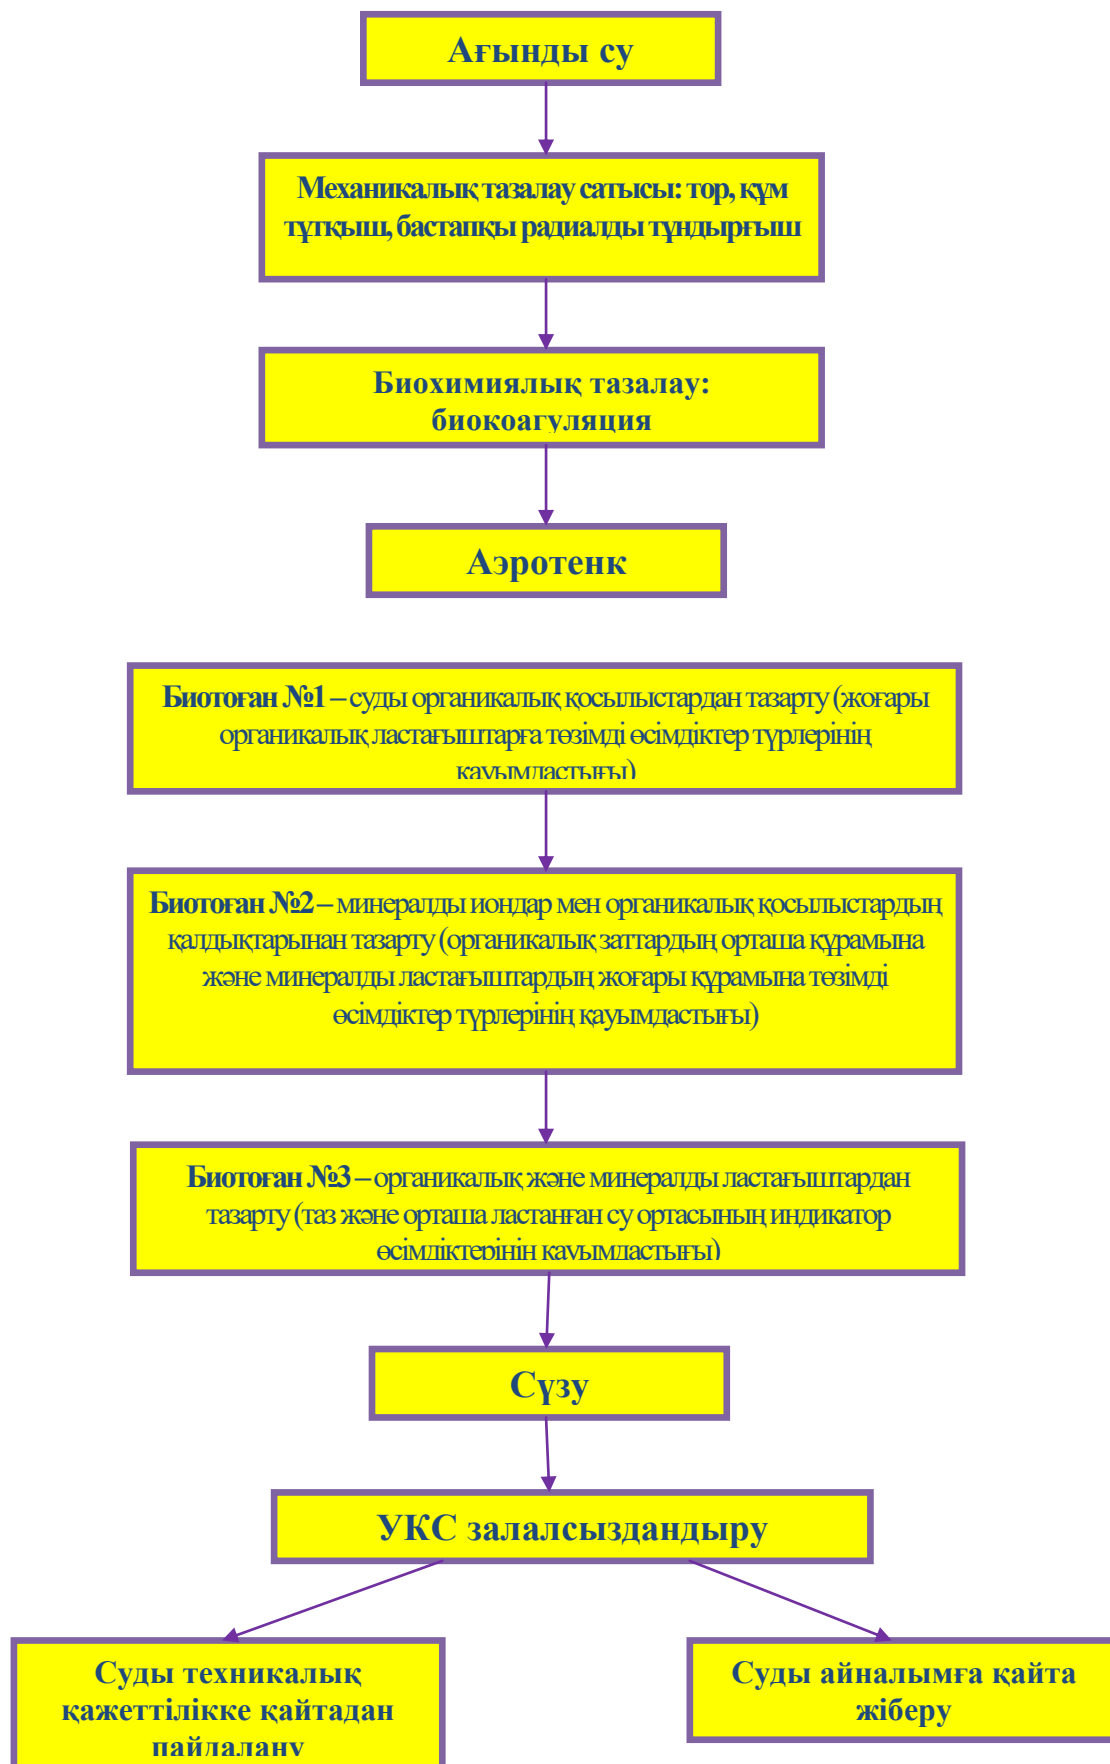 Ағынды су
Механикалық тазалау сатысы: тор, құм
тұтқыш, бастапқы радиалды тұндырғыш
Биохимиялық тазалау:
биокоагуляция
Аэротенк
Биотоған №1 – суды органикалық қосылыстардан тазарту (жоғары
органикалық ластағыштарға төзімді өсімдіктер түрлерінің
қауымдастығы)
Биотоған №2 – минералды иондар мен органикалық қосылыстардың
қалдықтарынан тазарту (органикалық заттардың орташа құрамына
және минералды ластағыштардың жоғары құрамына төзімді
өсімдіктер түрлерінің қауымдастығы)
Биотоған №3 – органикалық және минералды ластағыштардан
тазарту (таз және орташа ластанған су ортасының индикатор
өсімдіктерінің қауымдастығы)
Сүзу
УКС залалсыздандыру
Суды техникалық
қажеттілікке қайтадан
пайдалану
Суды айналымға қайта
жіберу